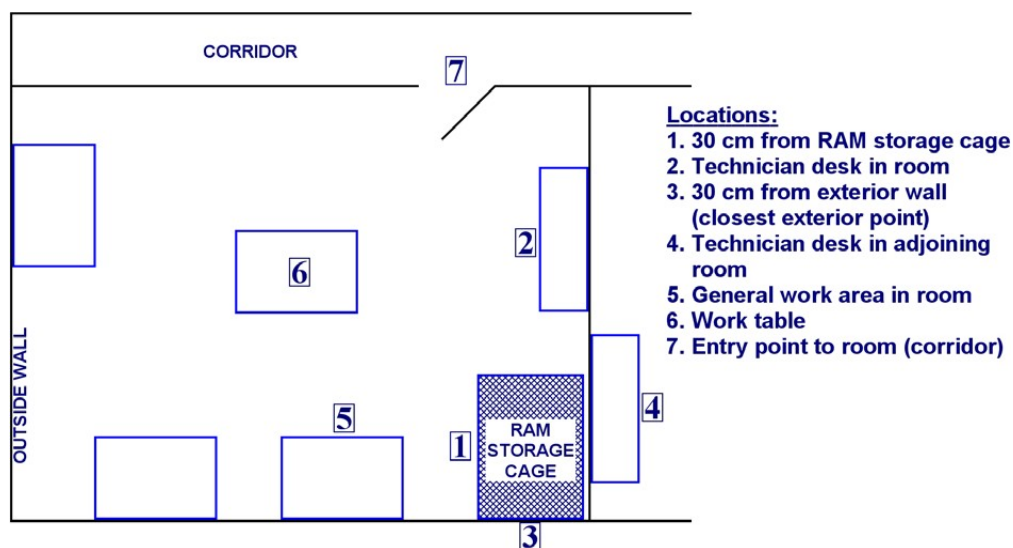 CORRIDOR
7
Locations:
1. 30 cm from RAM storage cage
2. Technician desk in room
3. 30 cm from exterior wall
(closest exterior point)
4. Technician desk in adjoining
room
5. General work area in room
6. Work table
7. Entry point to room (corridor)
2
6
OUTSIDE WALL
5
4
1
RAM
STORAGE
CAGE
3